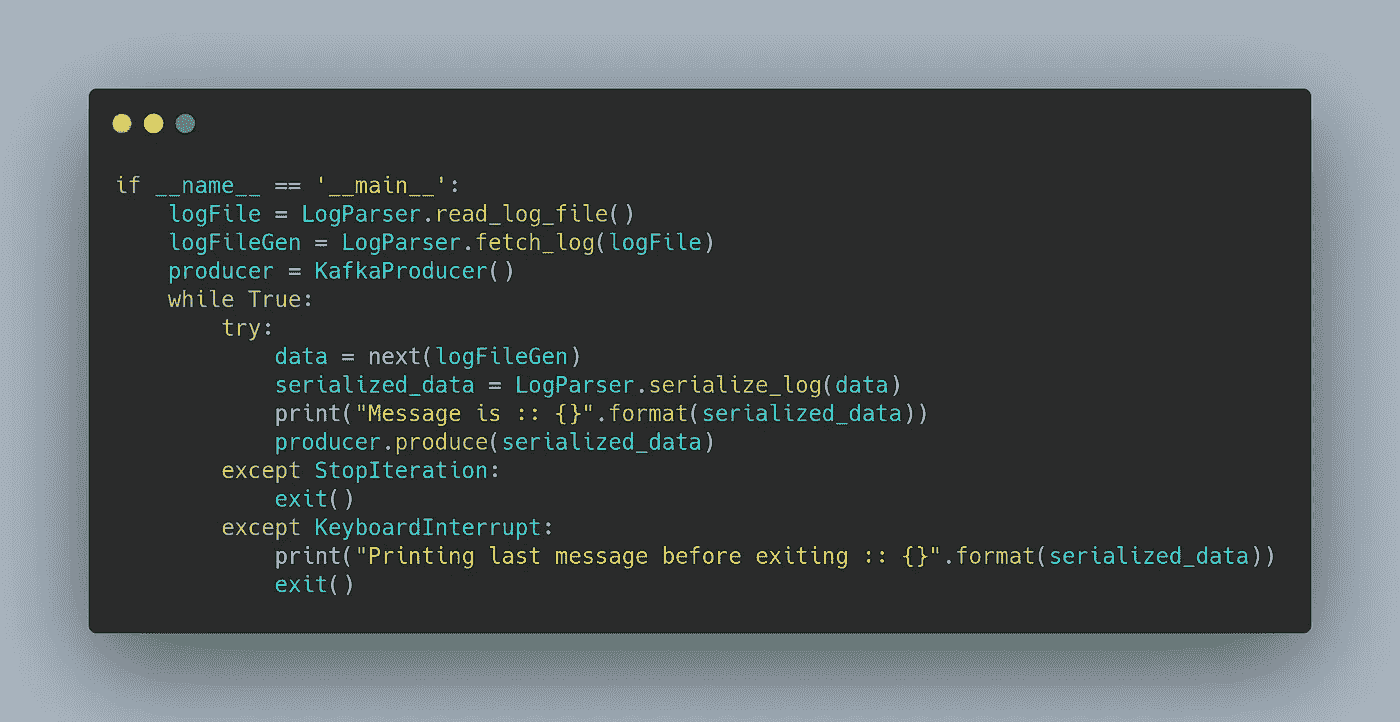 if __name__ == '__main__':
    logFile = LogParser.read_log_file()
    logFileGen = LogParser.fetch_log(logFile)
    producer = KafkaProducer()
    while True:
        try:
            data = next(logFileGen)
            serialized_data = LogParser.serialize_log(data)
            print("Message is :: {}".format(serialized_data))
            producer.produce(serialized_data)
        except StopIteration:
            exit()
        except KeyboardInterrupt:
            print("Printing last message before exiting :: {}".format(serialized_data))
            exit()